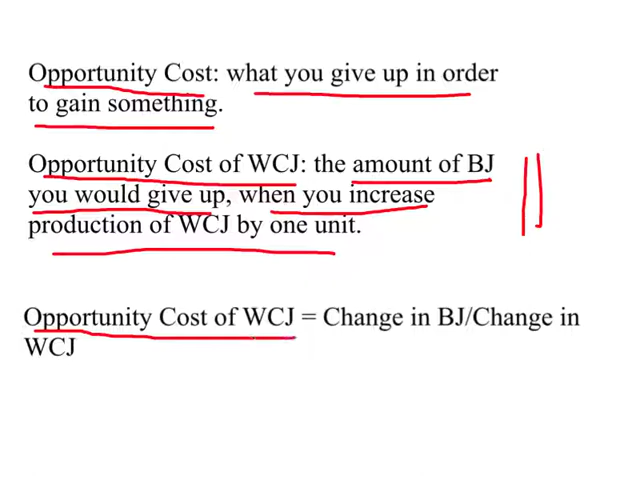 Opportunity Cost: what you give up in order
to gain something.
Opportunity Cost of WCJ: the amount of BJ
you would give up, when you increase
production of WCJ by one unit.
Opportunity Cost of WCJ = Change in BJ/Change in
WCJ